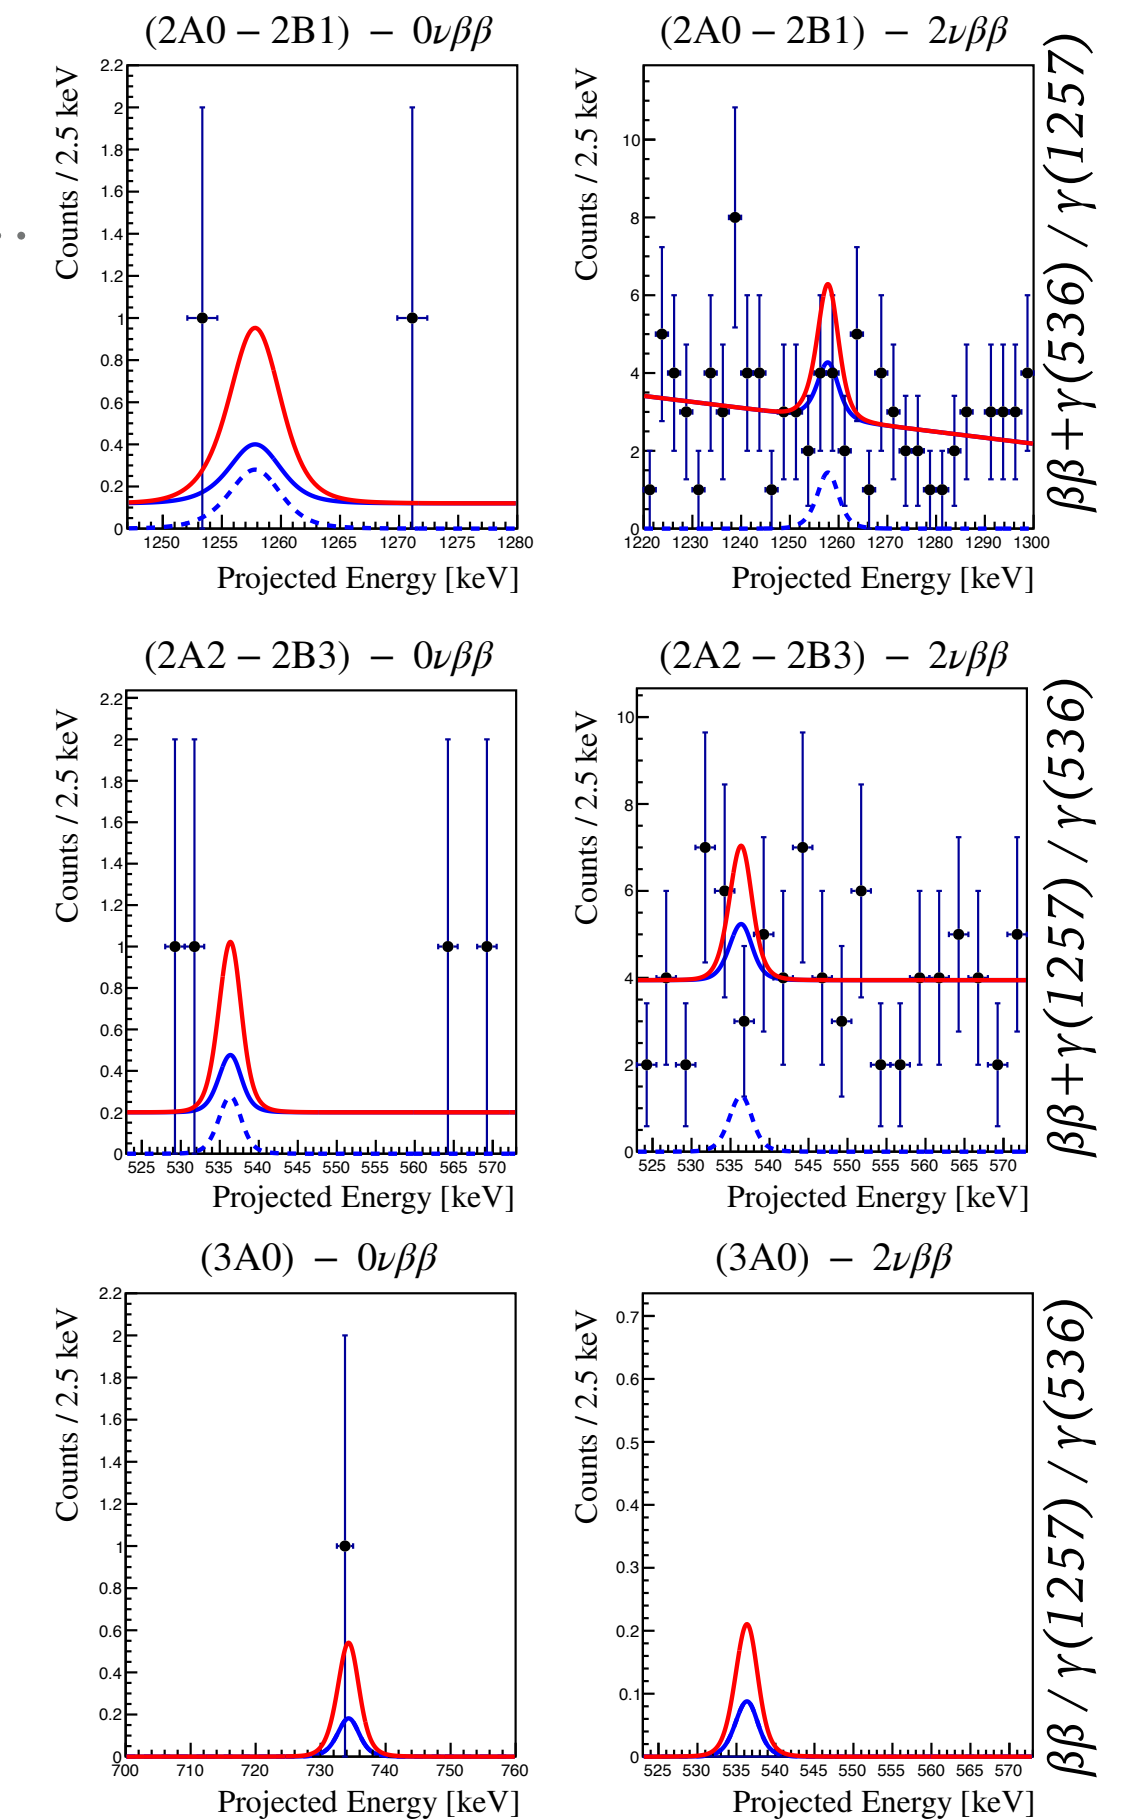 (2A0 − 2B1) − 0νββ
Counts / 2.5 keV
2.2
2
1.8
1.6
1.4
1.2
1
0.8
0.6
0.4
0.2
0
1250 1255 1260 1265 1270 1275 1280
Projected Energy [keV]
(2A0 − 2B1) − 2νββ
Counts / 2.5 keV
10
8
6
4
2
0
1220 1230 1240 1250 1260 1270 1280 1290 1300
Projected Energy [keV]
ββ+γ(536) / γ(1257)
(2A2 − 2B3) − 0νββ
Counts / 2.5 keV
2.2
2
1.8
1.6
1.4
1.2
1
0.8
0.6
0.4
0.2
0
525 530 535 540 545 550 555 560 565 570
Projected Energy [keV]
(2A2 − 2B3) − 2νββ
Counts / 2.5 keV
10
8
6
4
2
0
525 530 535 540 545 550 555 560 565 570
Projected Energy [keV]
ββ+γ(1257) / γ(536)
(3A0) − 0νββ
Counts / 2.5 keV
2.2
2
1.8
1.6
1.4
1.2
1
0.8
0.6
0.4
0.2
0
700 710 720 730 740 750 760
Projected Energy [keV]
(3A0) − 2νββ
Counts / 2.5 keV
0.7
0.6
0.5
0.4
0.3
0.2
0.1
0
525 530 535 540 545 550 555 560 565 570
Projected Energy [keV]
ββ / γ(1257) / γ(536)